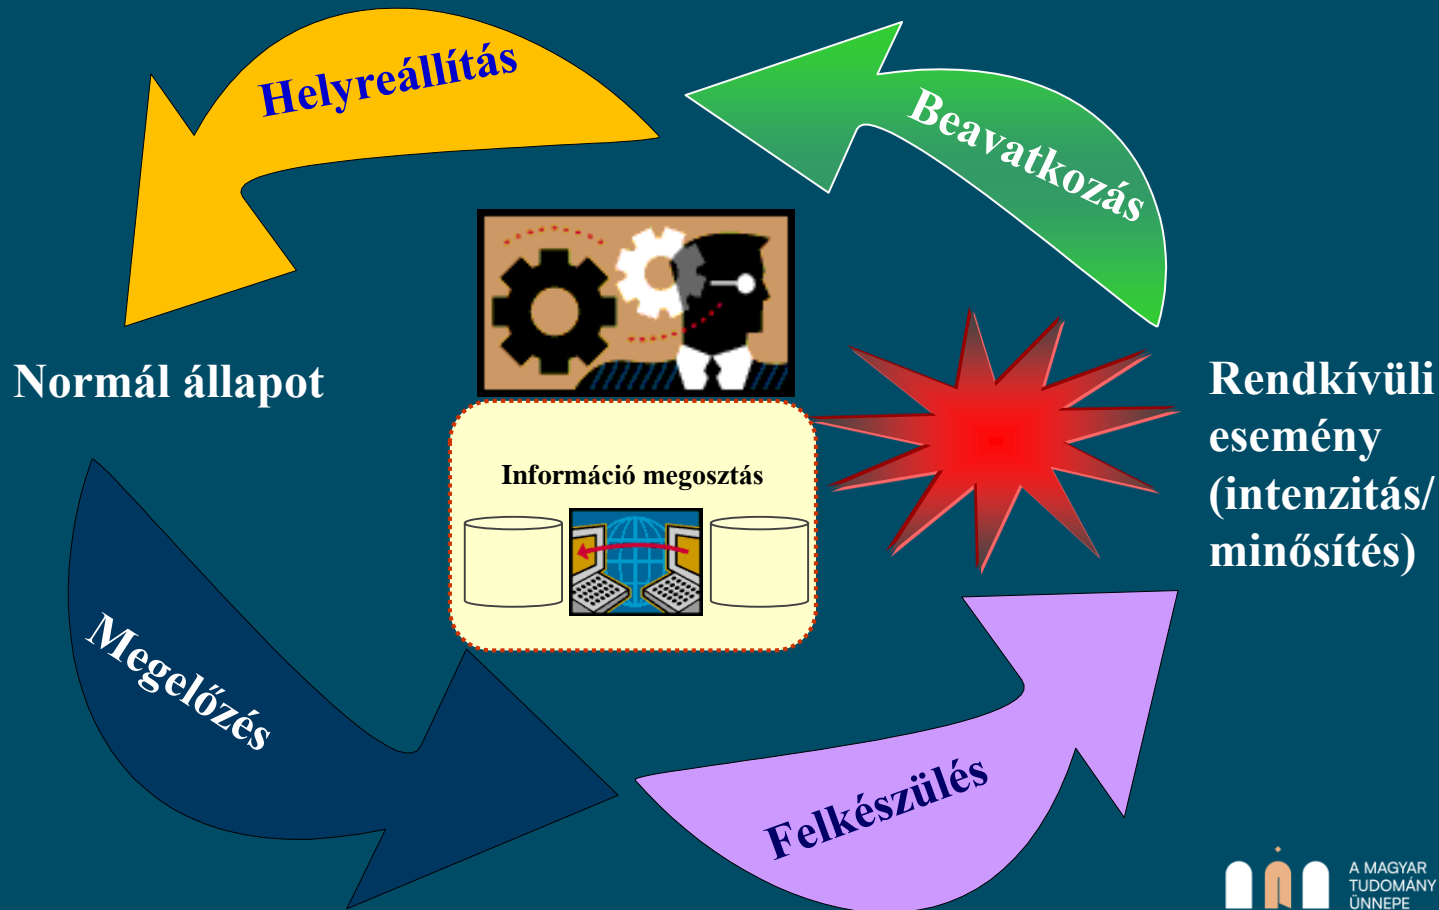 Helyreállítás
Beavatkozás
Normál állapot
Rendkívüli
esemény
(intenzitás/
minősítés)
Információ megosztás
Megelőzés
Felkészülés
A MAGYAR
TUDOMÁNY
ÜNNEPE